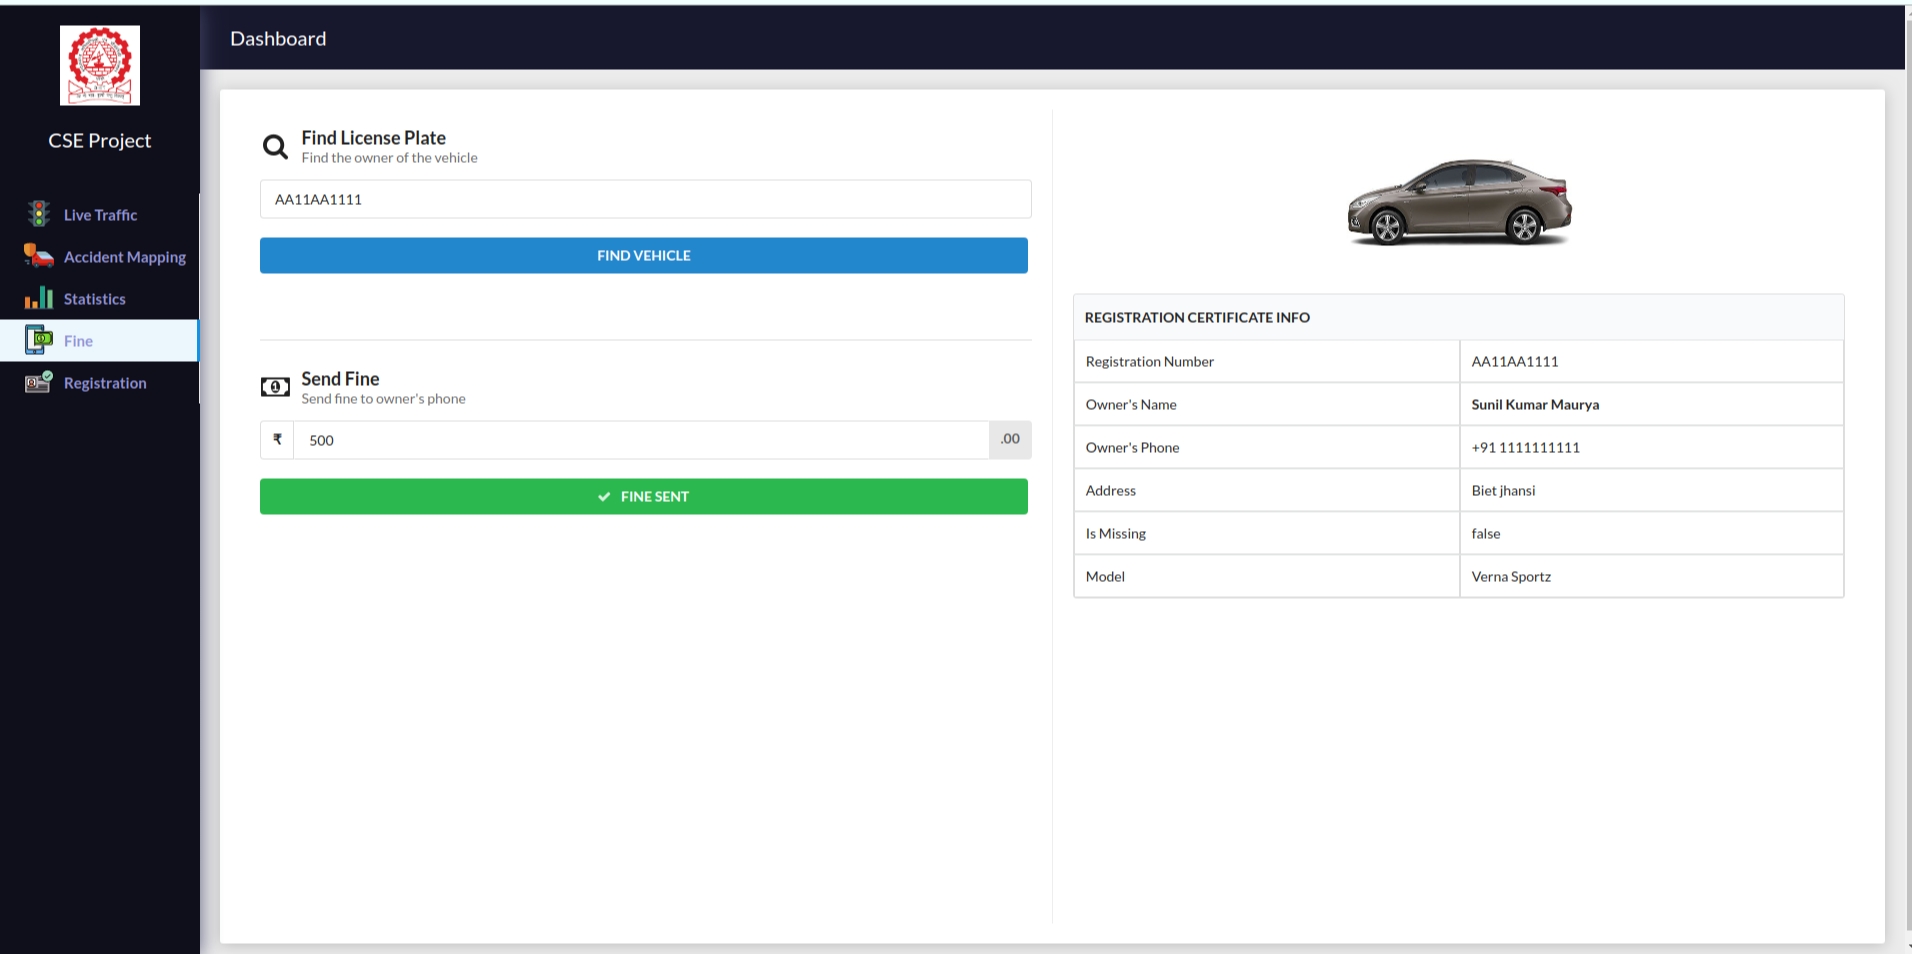 CSE Project
Live Traffic
Accident Mapping
Statistics
Fine
Registration
Dashboard
Find License Plate
Find the owner of the vehicle
AA11AA1111
FIND VEHICLE
Send Fine
Send fine to owner's phone
₹ 500 .00
FINE SENT
REGISTRATION CERTIFICATE INFO
Registration Number AA11AA1111
Owner's Name Sunil Kumar Maurya
Owner's Phone +91 1111111111
Address Biet jhansi
Is Missing false
Model Verna Sportz